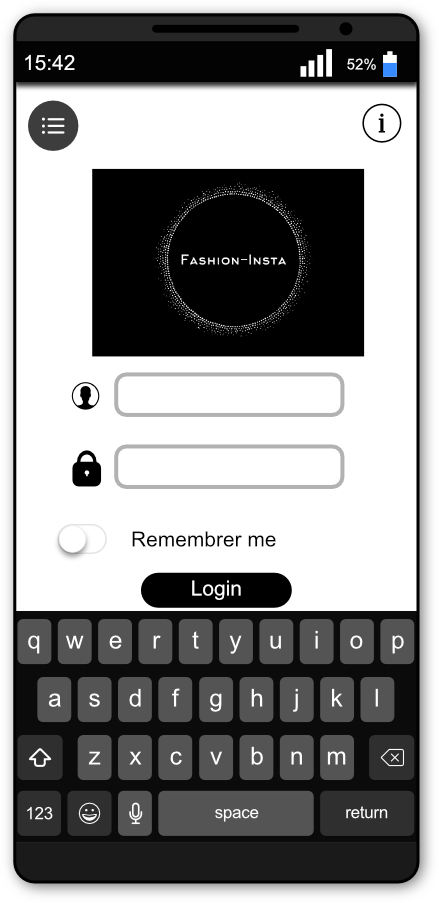 15:42 52%
i
FASHION-INSTA
Remembrer me
Login
q w e r t y u i o p
a s d f g h j k l
z x c v b n m
123 space return